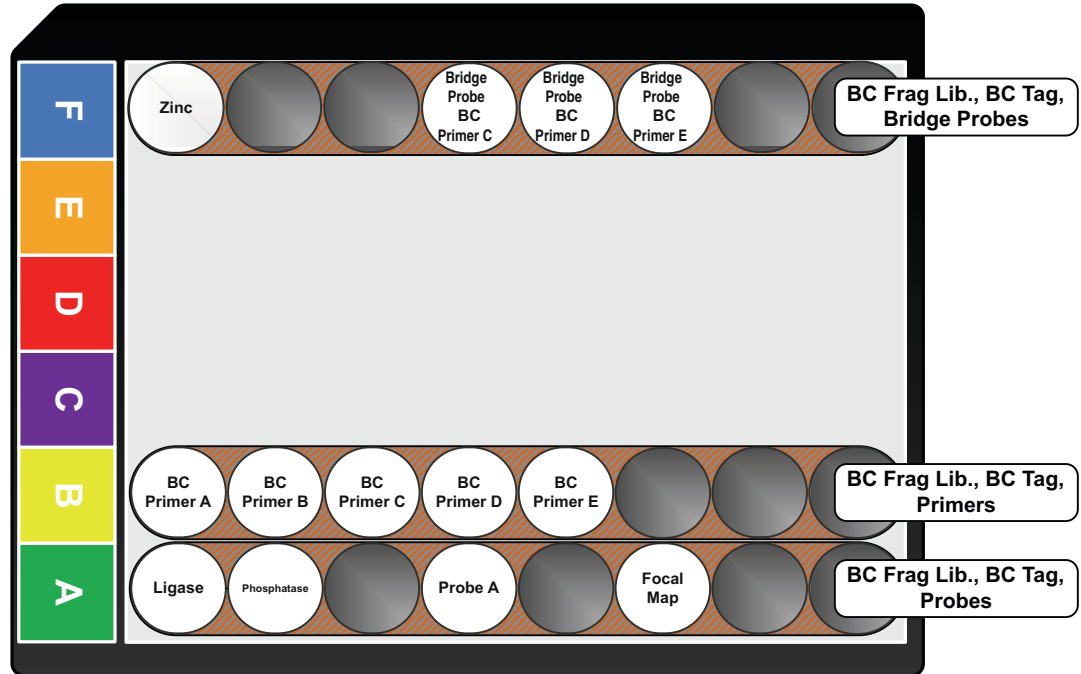 F
Zinc
Bridge
Probe
BC
Primer C
Bridge
Probe
BC
Primer D
Bridge
Probe
BC
Primer E
BC Frag Lib., BC Tag,
Bridge Probes
E
D
C
B
BC
Primer A
BC
Primer B
BC
Primer C
BC
Primer D
BC
Primer E
BC Frag Lib., BC Tag,
Primers
A
Ligase
Phosphatase
Probe A
Focal
Map
BC Frag Lib., BC Tag,
Probes